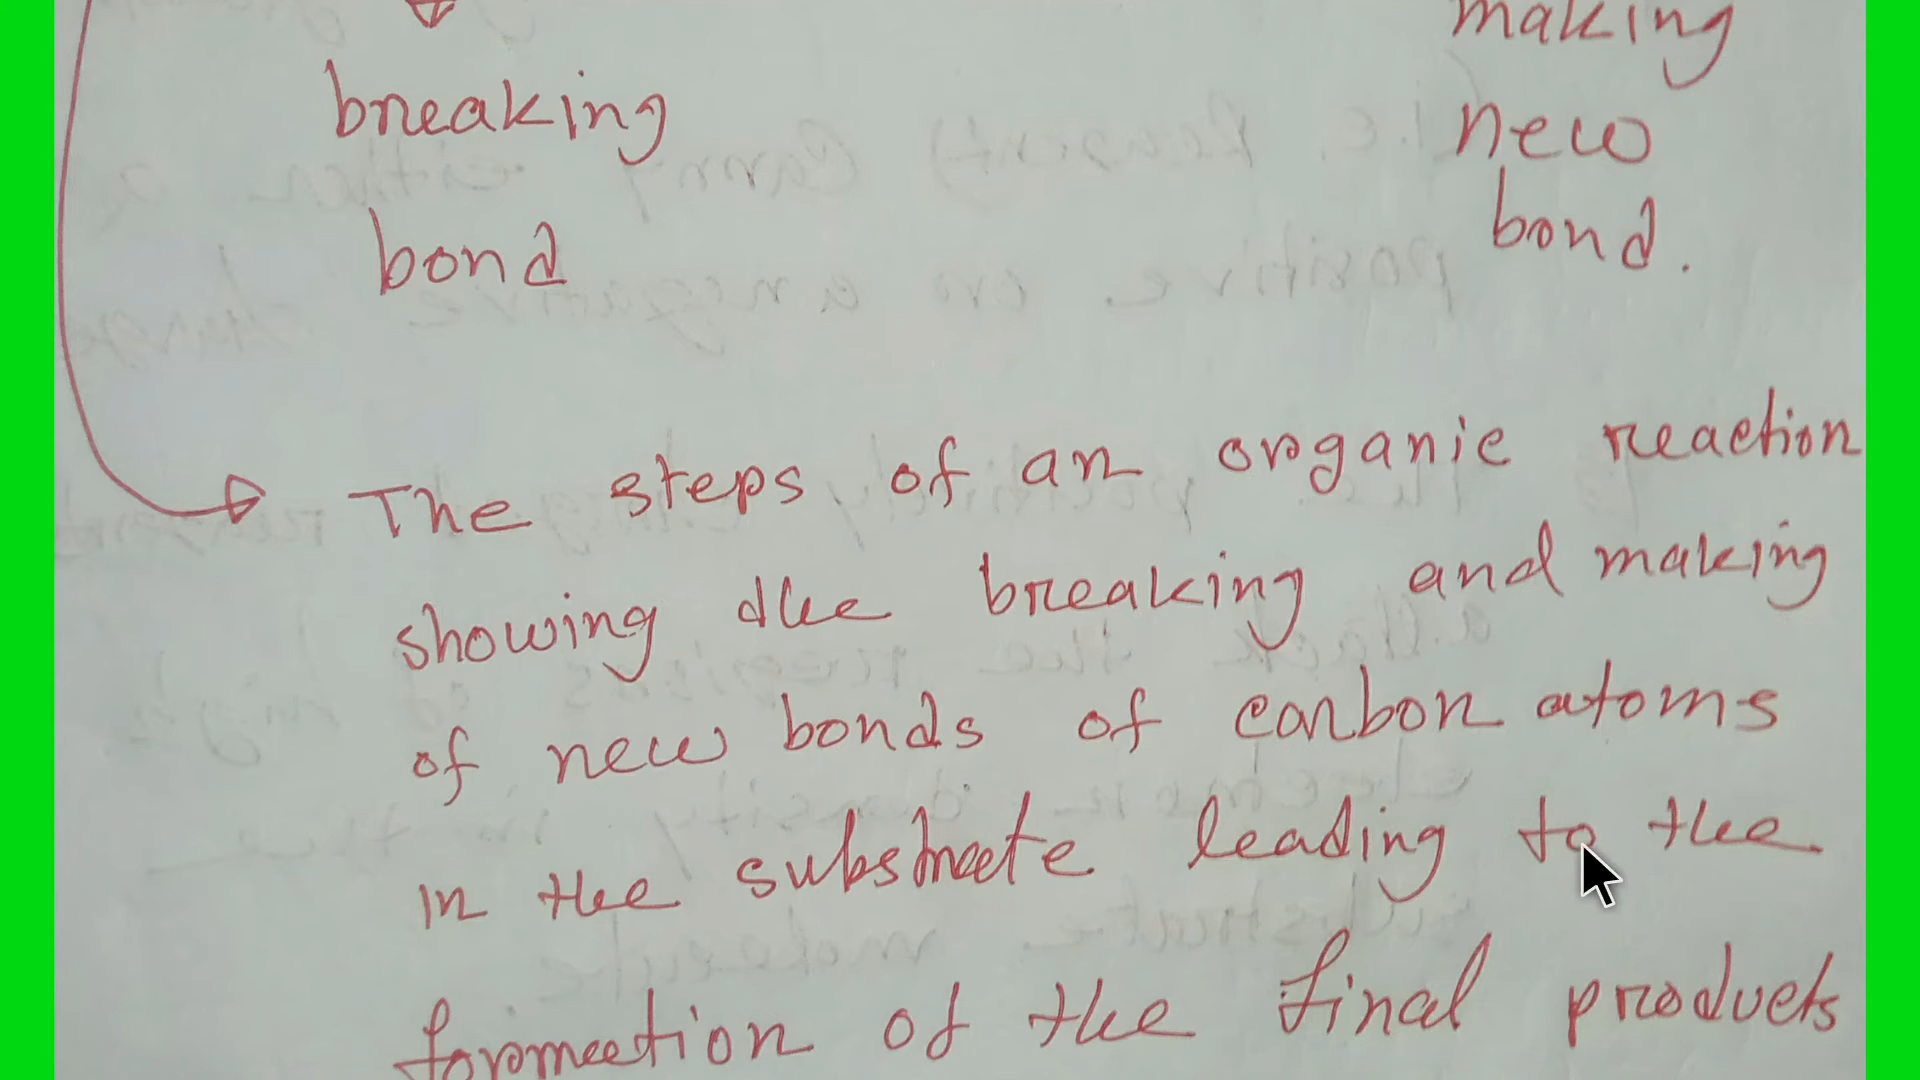 making
breaking
new
bond
bond.
The steps of an organic reaction
showing the breaking and making
of new bonds of carbon atoms
in the substrate leading to the
formation of the final products